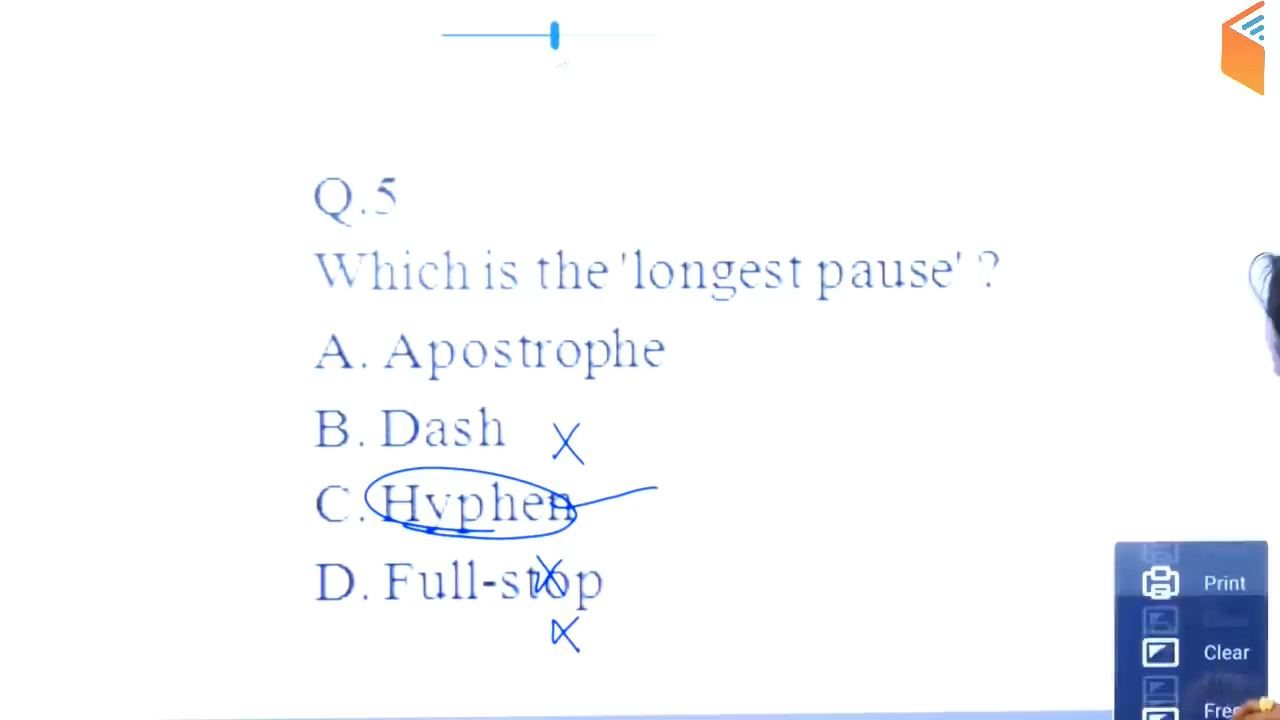 Q.5
Which is the 'longest pause' ?
A. Apostrophe
B. Dash X
C. Hyphen
D. Full-stop
Print
Clear